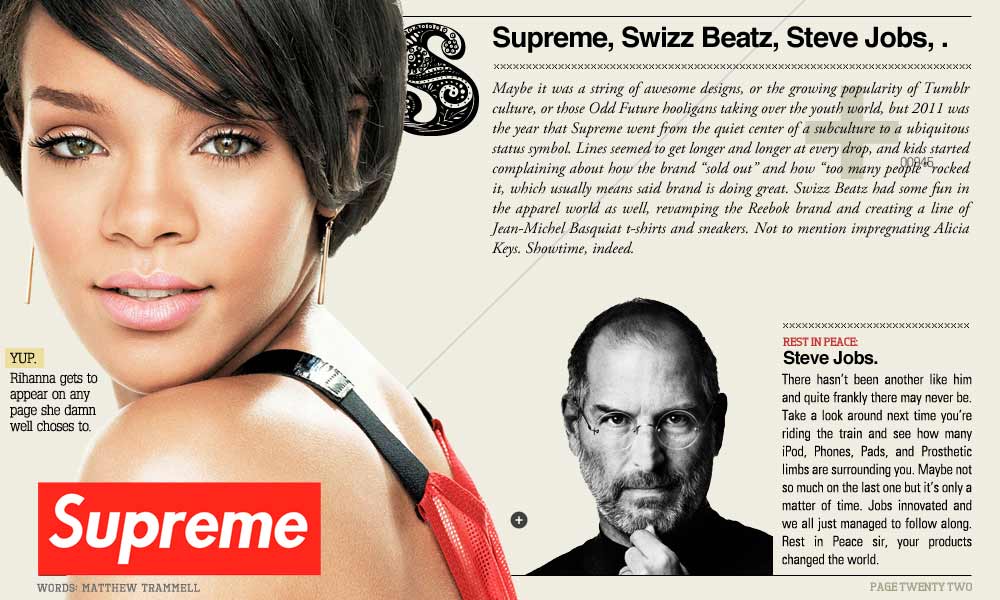 S
Supreme, Swizz Beatz, Steve Jobs, .
Maybe it was a string of awesome designs, or the growing popularity of Tumblr
culture, or those Odd Future hooligans taking over the youth world, but 2011 was
the year that Supreme went from the quiet center of a subculture to a ubiquitous
status symbol. Lines seemed to get longer and longer at every drop, and kids started
complaining about how the brand “sold out” and how “too many people” rocked
it, which usually means said brand is doing great. Swizz Beatz had some fun in
the apparel world as well, revamping the Reebok brand and creating a line of
Jean-Michel Basquiat t-shirts and sneakers. Not to mention impregnating Alicia
Keys. Showtime, indeed.
00945
YUP.
Rihanna gets to
appear on any
page she damn
well choses to.
REST IN PEACE:
Steve Jobs.
There hasn't been another like him
and quite frankly there may never be.
Take a look around next time you're
riding the train and see how many
iPod, Phones, Pads, and Prosthetic
limbs are surrounding you. Maybe not
so much on the last one but it's only a
matter of time. Jobs innovated and
we all just managed to follow along.
Rest in Peace sir, your products
changed the world.
Supreme
WORDS: MATTHEW TRAMMELL
PAGE TWENTY TWO